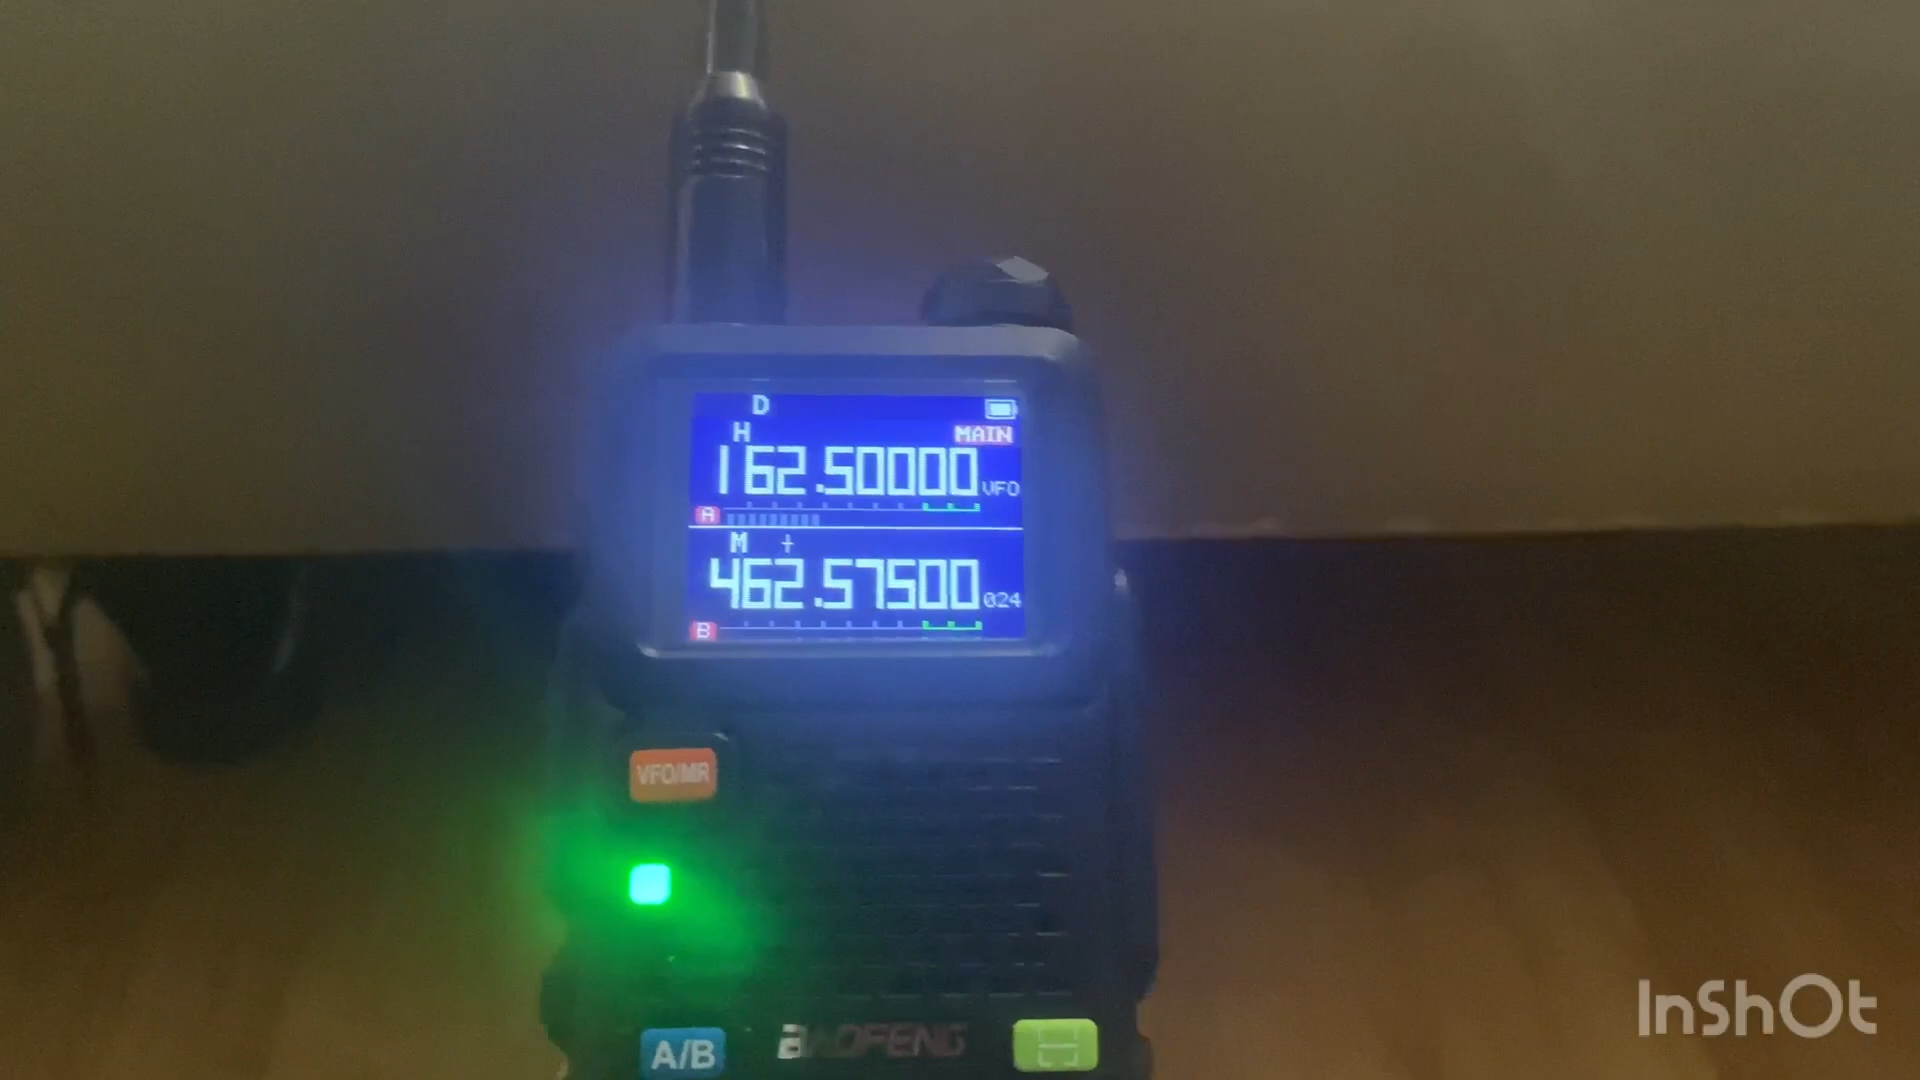 D
H
MAIN
162.50000 VFO
A
M +
462.57500 024
B
VFO/MR
A/B
BAOFENG
InShOt